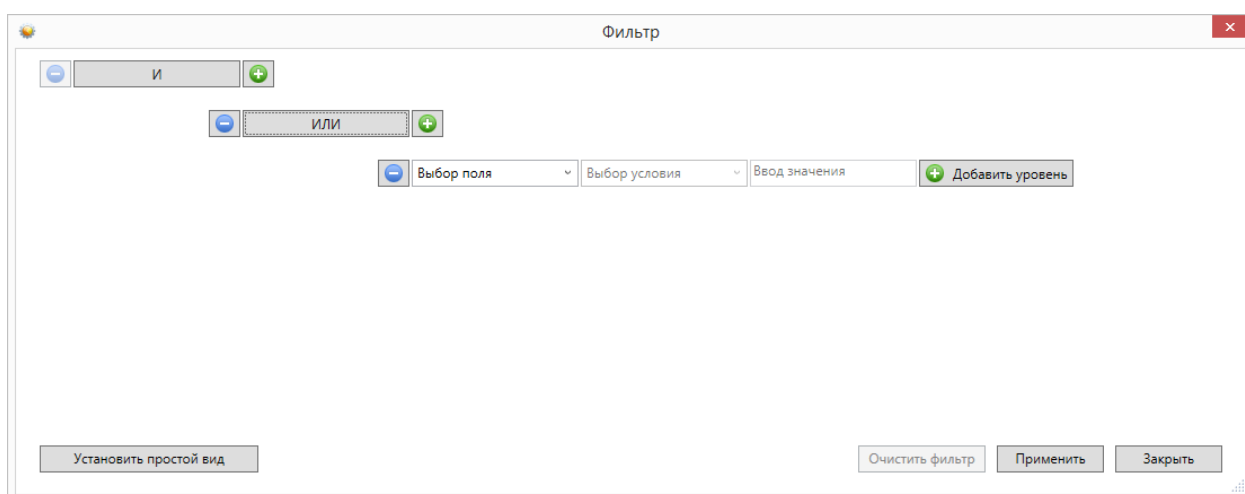 Фильтр
И
ИЛИ
Выбор поля Выбор условия Ввод значения Добавить уровень
Установить простой вид Очистить фильтр Применить Закрыть